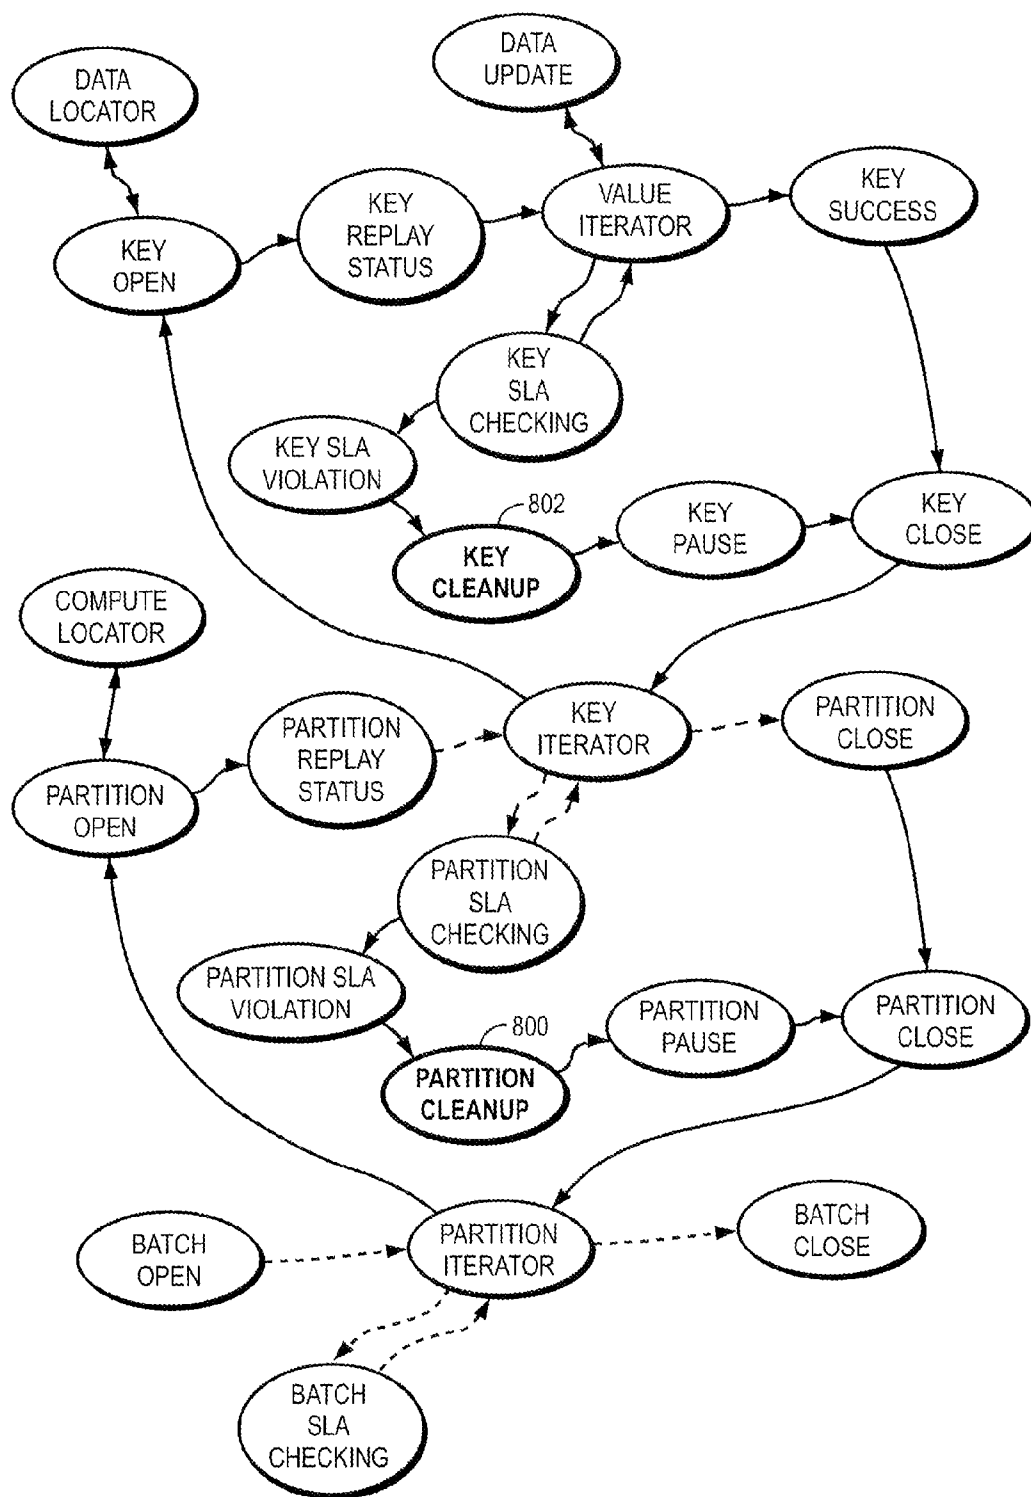 DATA
UPDATE
DATA
LOCATOR
KEY
SUCCESS
VALUE
ITERATOR
KEY
REPLAY
STATUS
KEY
OPEN
KEY
SLA
CHECKING
KEY SLA
VIOLATION
802
KEY
CLEANUP
KEY
PAUSE
KEY
CLOSE
COMPUTE
LOCATOR
KEY
ITERATOR
PARTITION
CLOSE
PARTITION
REPLAY
STATUS
PARTITION
OPEN
PARTITION
SLA
CHECKING
PARTITION SLA
VIOLATION
800
PARTITION
CLEANUP
PARTITION
PAUSE
PARTITION
CLOSE
BATCH
OPEN
PARTITION
ITERATOR
BATCH
CLOSE
BATCH
SLA
CHECKING